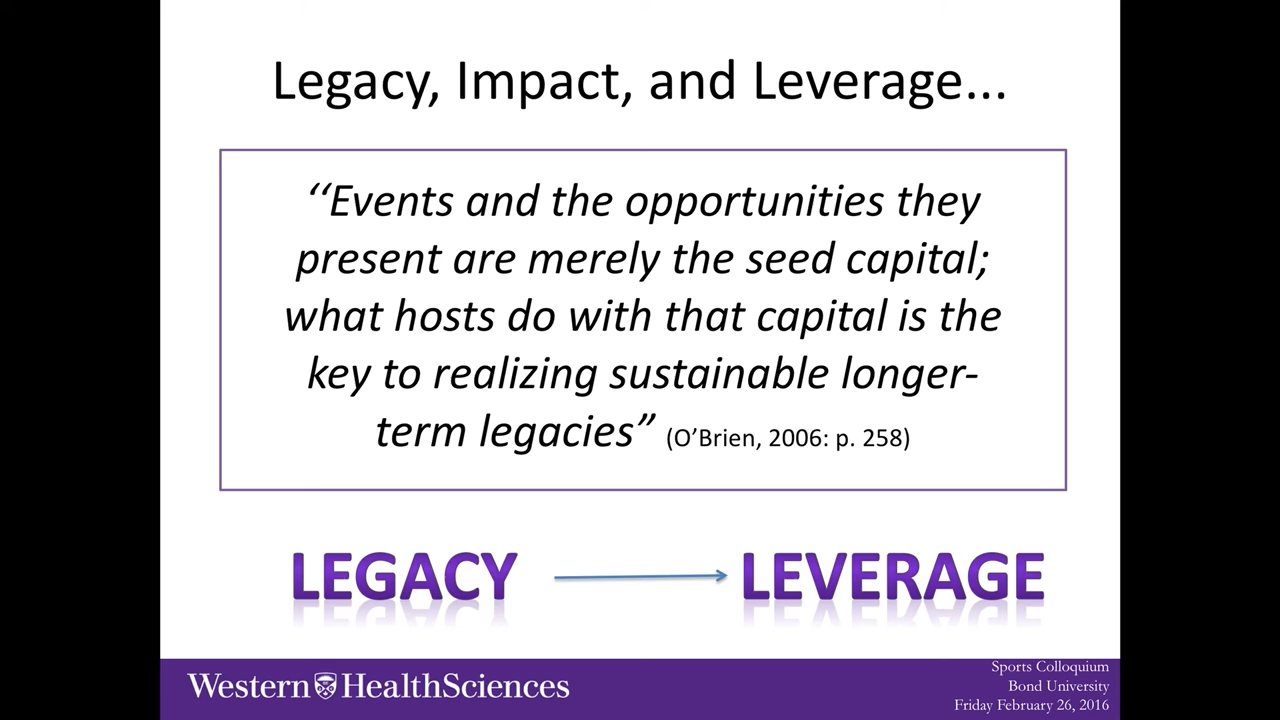 Legacy, Impact, and Leverage...
‘‘Events and the opportunities they
present are merely the seed capital;
what hosts do with that capital is the
key to realizing sustainable longer-
term legacies” (O’Brien, 2006: p. 258)
LEGACY LEVERAGE
Western HealthSciences
Sports Colloquium
Bond University
Friday February 26, 2016